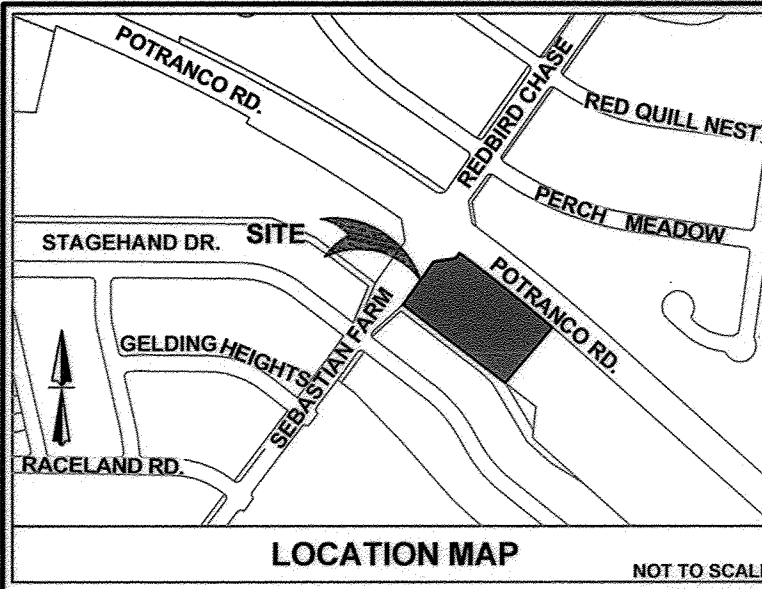 POTRANCO RD.
REDBIRD CHASE
RED QUILL NEST
PERCH MEADOW
STAGEHAND DR.
SITE
POTRANCO RD.
SEBASTIAN FARM
GELDING HEIGHTS
RACELAND RD.
LOCATION MAP
NOT TO SCALE